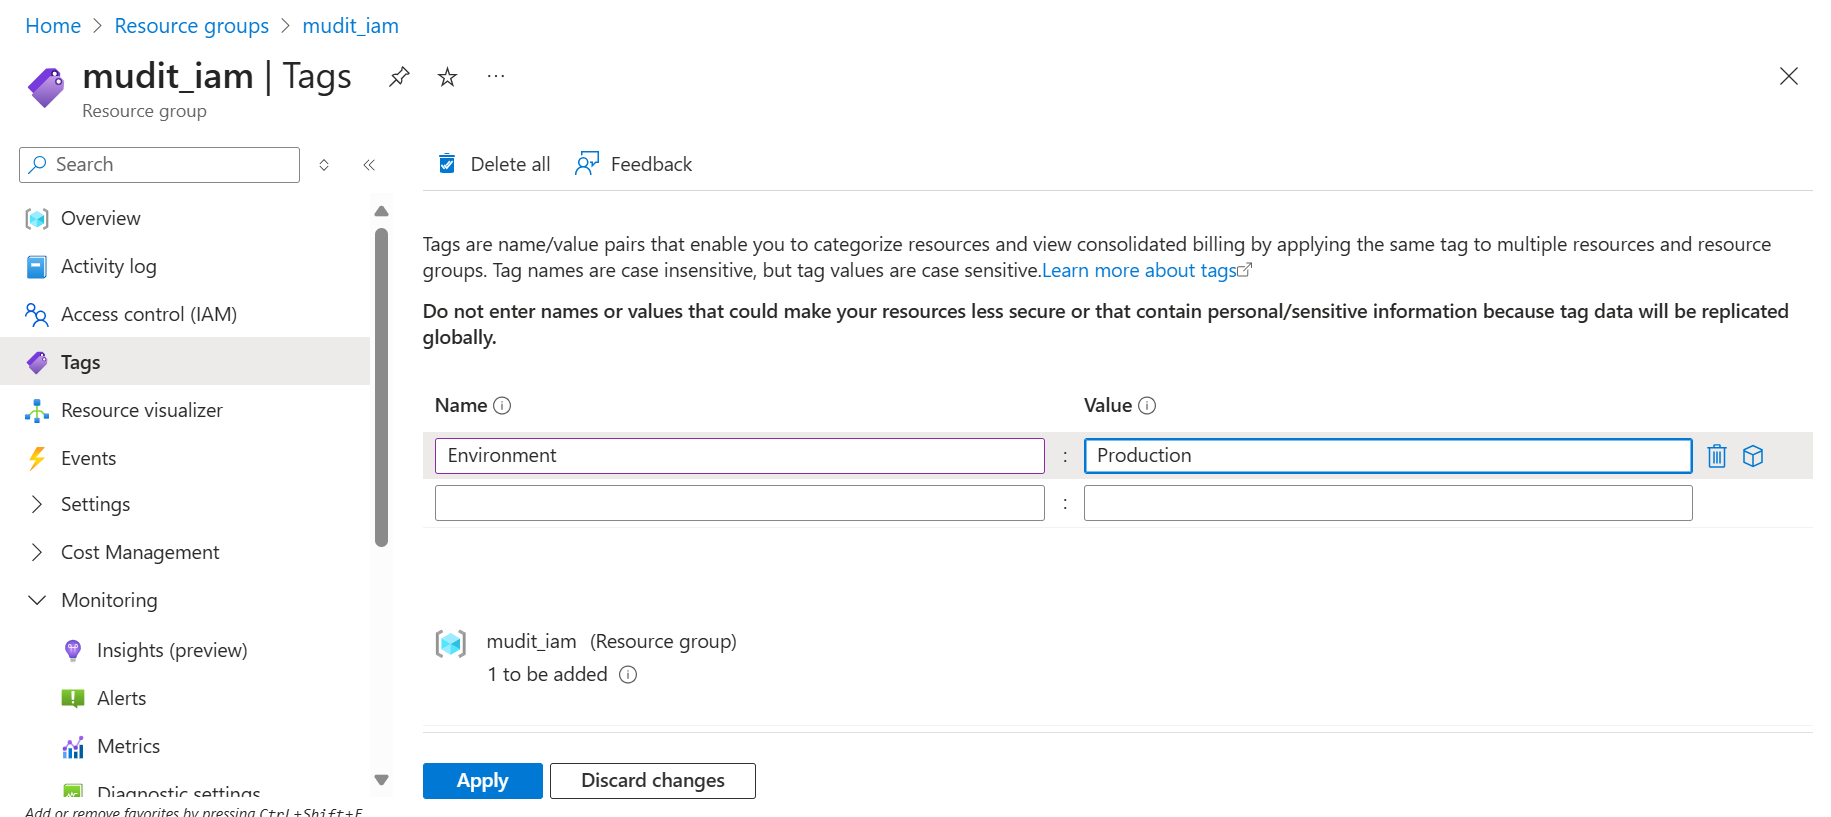 Home > Resource groups > mudit_iam
mudit_iam | Tags
Resource group
Search
Overview
Activity log
Access control (IAM)
Tags
Resource visualizer
Events
Settings
Cost Management
Monitoring
Insights (preview)
Alerts
Metrics
Diagnostic settings
Add or remove favorites by pressing Ctrl+Shift+F
Delete all
Feedback
Tags are name/value pairs that enable you to categorize resources and view consolidated billing by applying the same tag to multiple resources and resource
groups. Tag names are case insensitive, but tag values are case sensitive.Learn more about tags
Do not enter names or values that could make your resources less secure or that contain personal/sensitive information because tag data will be replicated
globally.
Name
Value
Environment : Production
:
mudit_iam (Resource group)
1 to be added
Apply
Discard changes